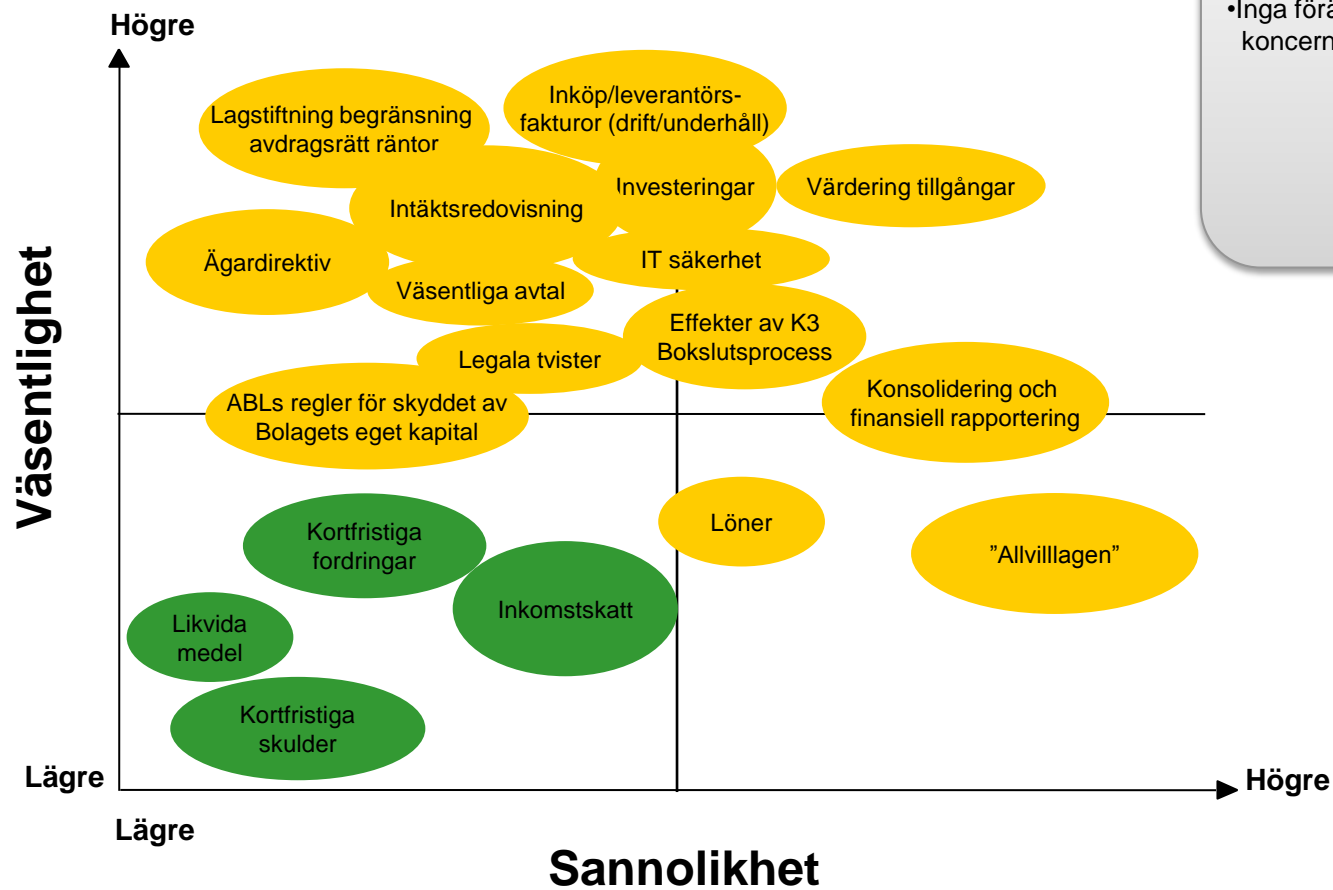 Högre
•Inga förä
koncern
Lagstiftning begränsning
avdragsrätt räntor
Inköp/leverantörs-
fakturor (drift/underhåll)
Investeringar
Värdering tillgångar
Intäktsredovisning
Ägardirektiv
IT säkerhet
Väsentliga avtal
Effekter av K3
Bokslutsprocess
Legala tvister
Konsolidering och
finansiell rapportering
ABLs regler för skyddet av
Bolagets eget kapital
Väsentlighet
Löner
Kortfristiga
fordringar
”Allvilllagen”
Inkomstskatt
Likvida
medel
Kortfristiga
skulder
Lägre
Högre
Lägre
Sannolikhet